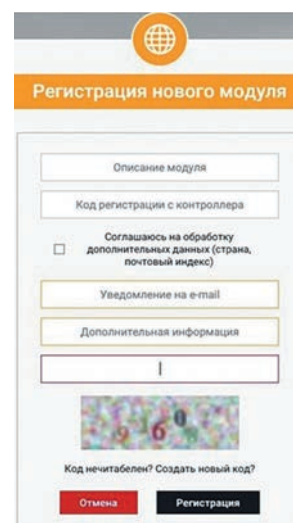 Регистрация нового модуля
Описание модуля
Код регистрации с контроллера
Соглашаюсь на обработку
дополнительных данных (страна,
почтовый индекс)
Уведомление на e-mail
Дополнительная информация
Код нечитабелен? Создать новый код?
Отмена
Регистрация